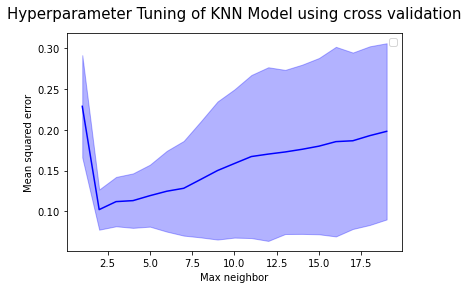 Hyperparameter Tuning of KNN Model using cross validation
0.30
0.25
0.20
0.15
0.10
Mean squared error
2.5 5.0 7.5 10.0 12.5 15.0 17.5
Max neighbor